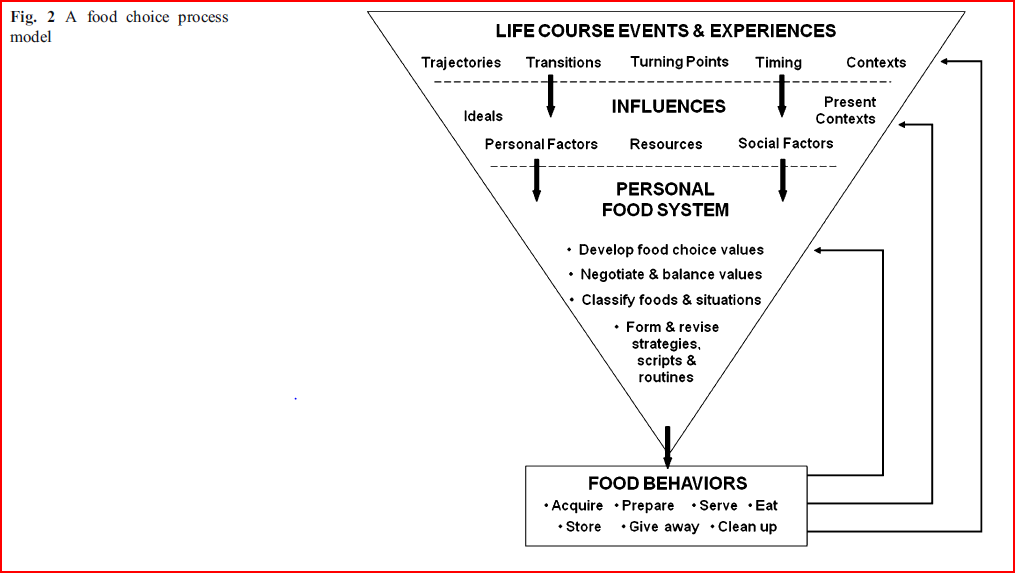 Fig. 2 A food choice process
model
LIFE COURSE EVENTS & EXPERIENCES
Trajectories Transitions Turning Points Timing Contexts
INFLUENCES
Ideals
Present
Contexts
Personal Factors Resources Social Factors
PERSONAL
FOOD SYSTEM
• Develop food choice values
• Negotiate & balance values
• Classify foods & situations
• Form & revise
strategies,
scripts &
routines
FOOD BEHAVIORS
• Acquire • Prepare • Serve • Eat
• Store • Give away • Clean up